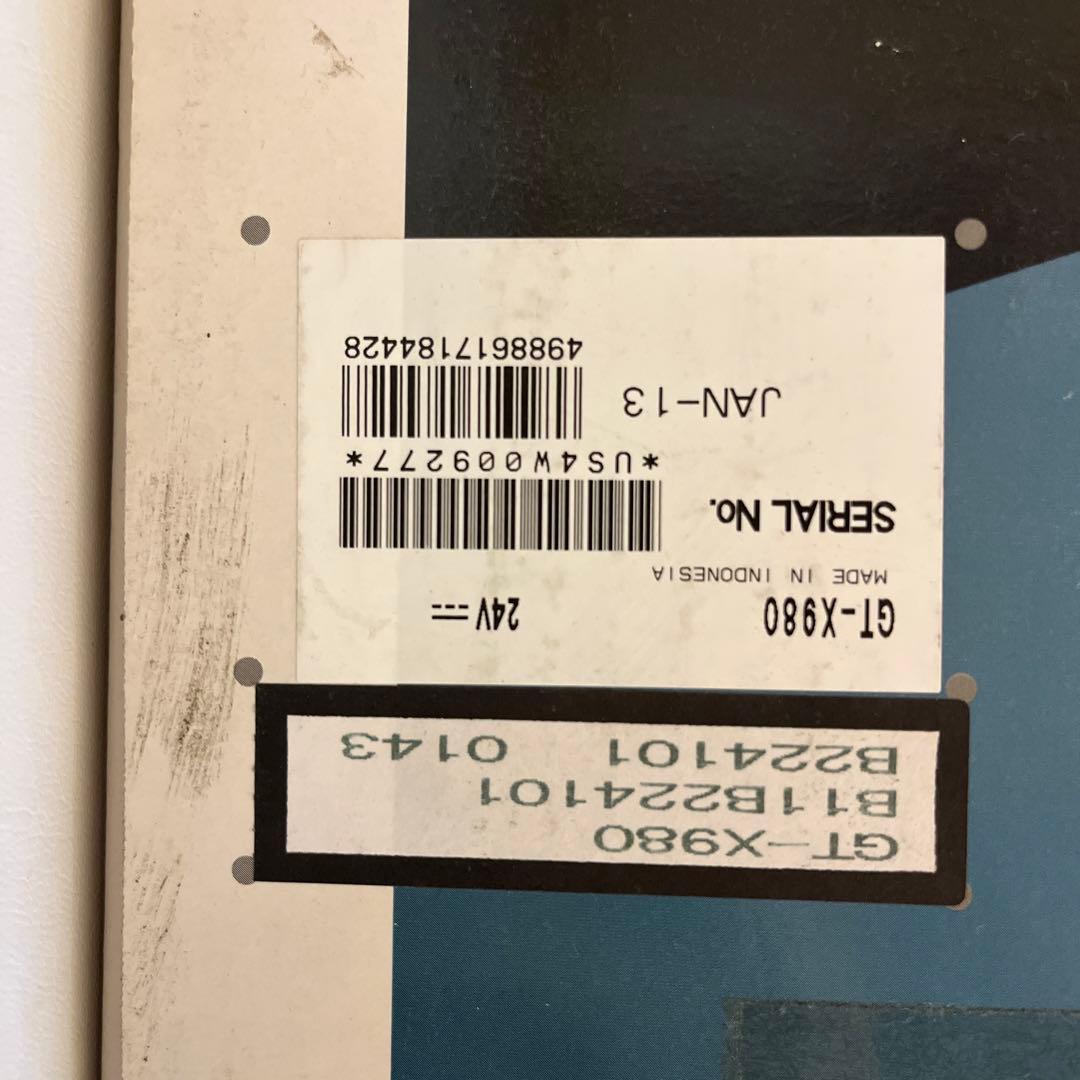 GT-X980
B11B224101
B224101 0143
GT-X980 24V ⎓
MADE IN INDONESIA
SERIAL No.
*US4W009277*
JAN-13
4988617184428